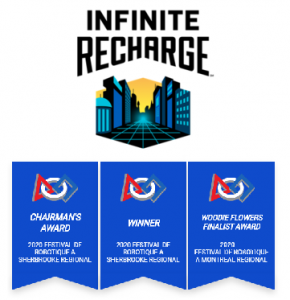 INFINITE
RECHARGE
CHAIRMAN'S
AWARD
2020 FESTIVAL DE
ROBOTIQUE A
SHERBROOKE REGIONAL
WINNER
2020 FESTIVAL DE
ROBOTIQUE A
SHERBROOKE REGIONAL
WOODIE FLOWERS
FINALIST AWARD
2020
FESTIVAL DE ROBOTIQUE
A MONTREAL REGIONAL